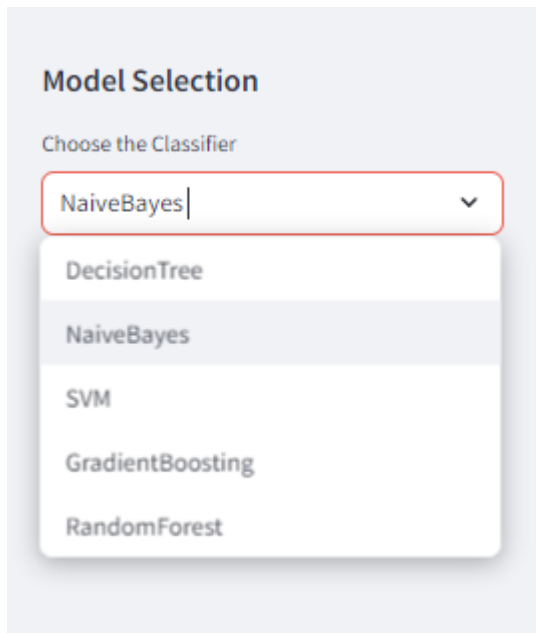 Model Selection
Choose the Classifier
NaiveBayes
DecisionTree
NaiveBayes
SVM
GradientBoosting
RandomForest